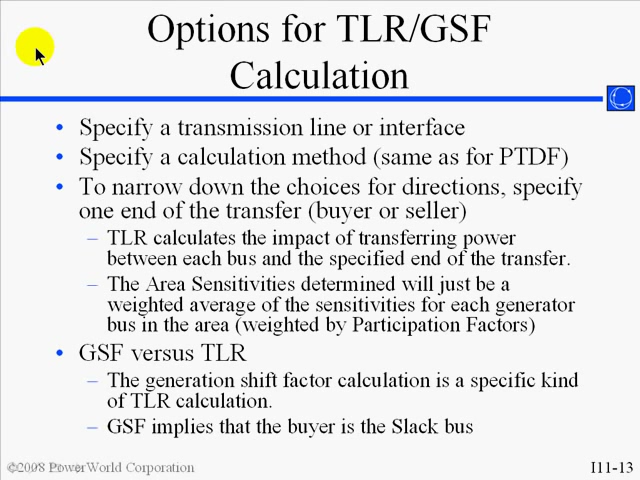 Options for TLR/GSF
Calculation
• Specify a transmission line or interface
• Specify a calculation method (same as for PTDF)
• To narrow down the choices for directions, specify
one end of the transfer (buyer or seller)
– TLR calculates the impact of transferring power
between each bus and the specified end of the transfer.
– The Area Sensitivities determined will just be a
weighted average of the sensitivities for each generator
bus in the area (weighted by Participation Factors)
• GSF versus TLR
– The generation shift factor calculation is a specific kind
of TLR calculation.
– GSF implies that the buyer is the Slack bus
©2008 PowerWorld Corporation
I11-13